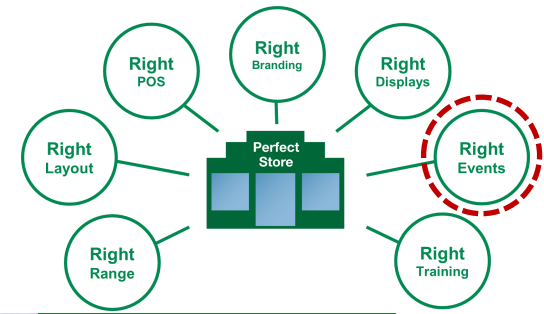 Right
Branding
Right
POS
Right
Displays
Perfect
Store
Right
Layout
Right
Events
Right
Range
Right
Training